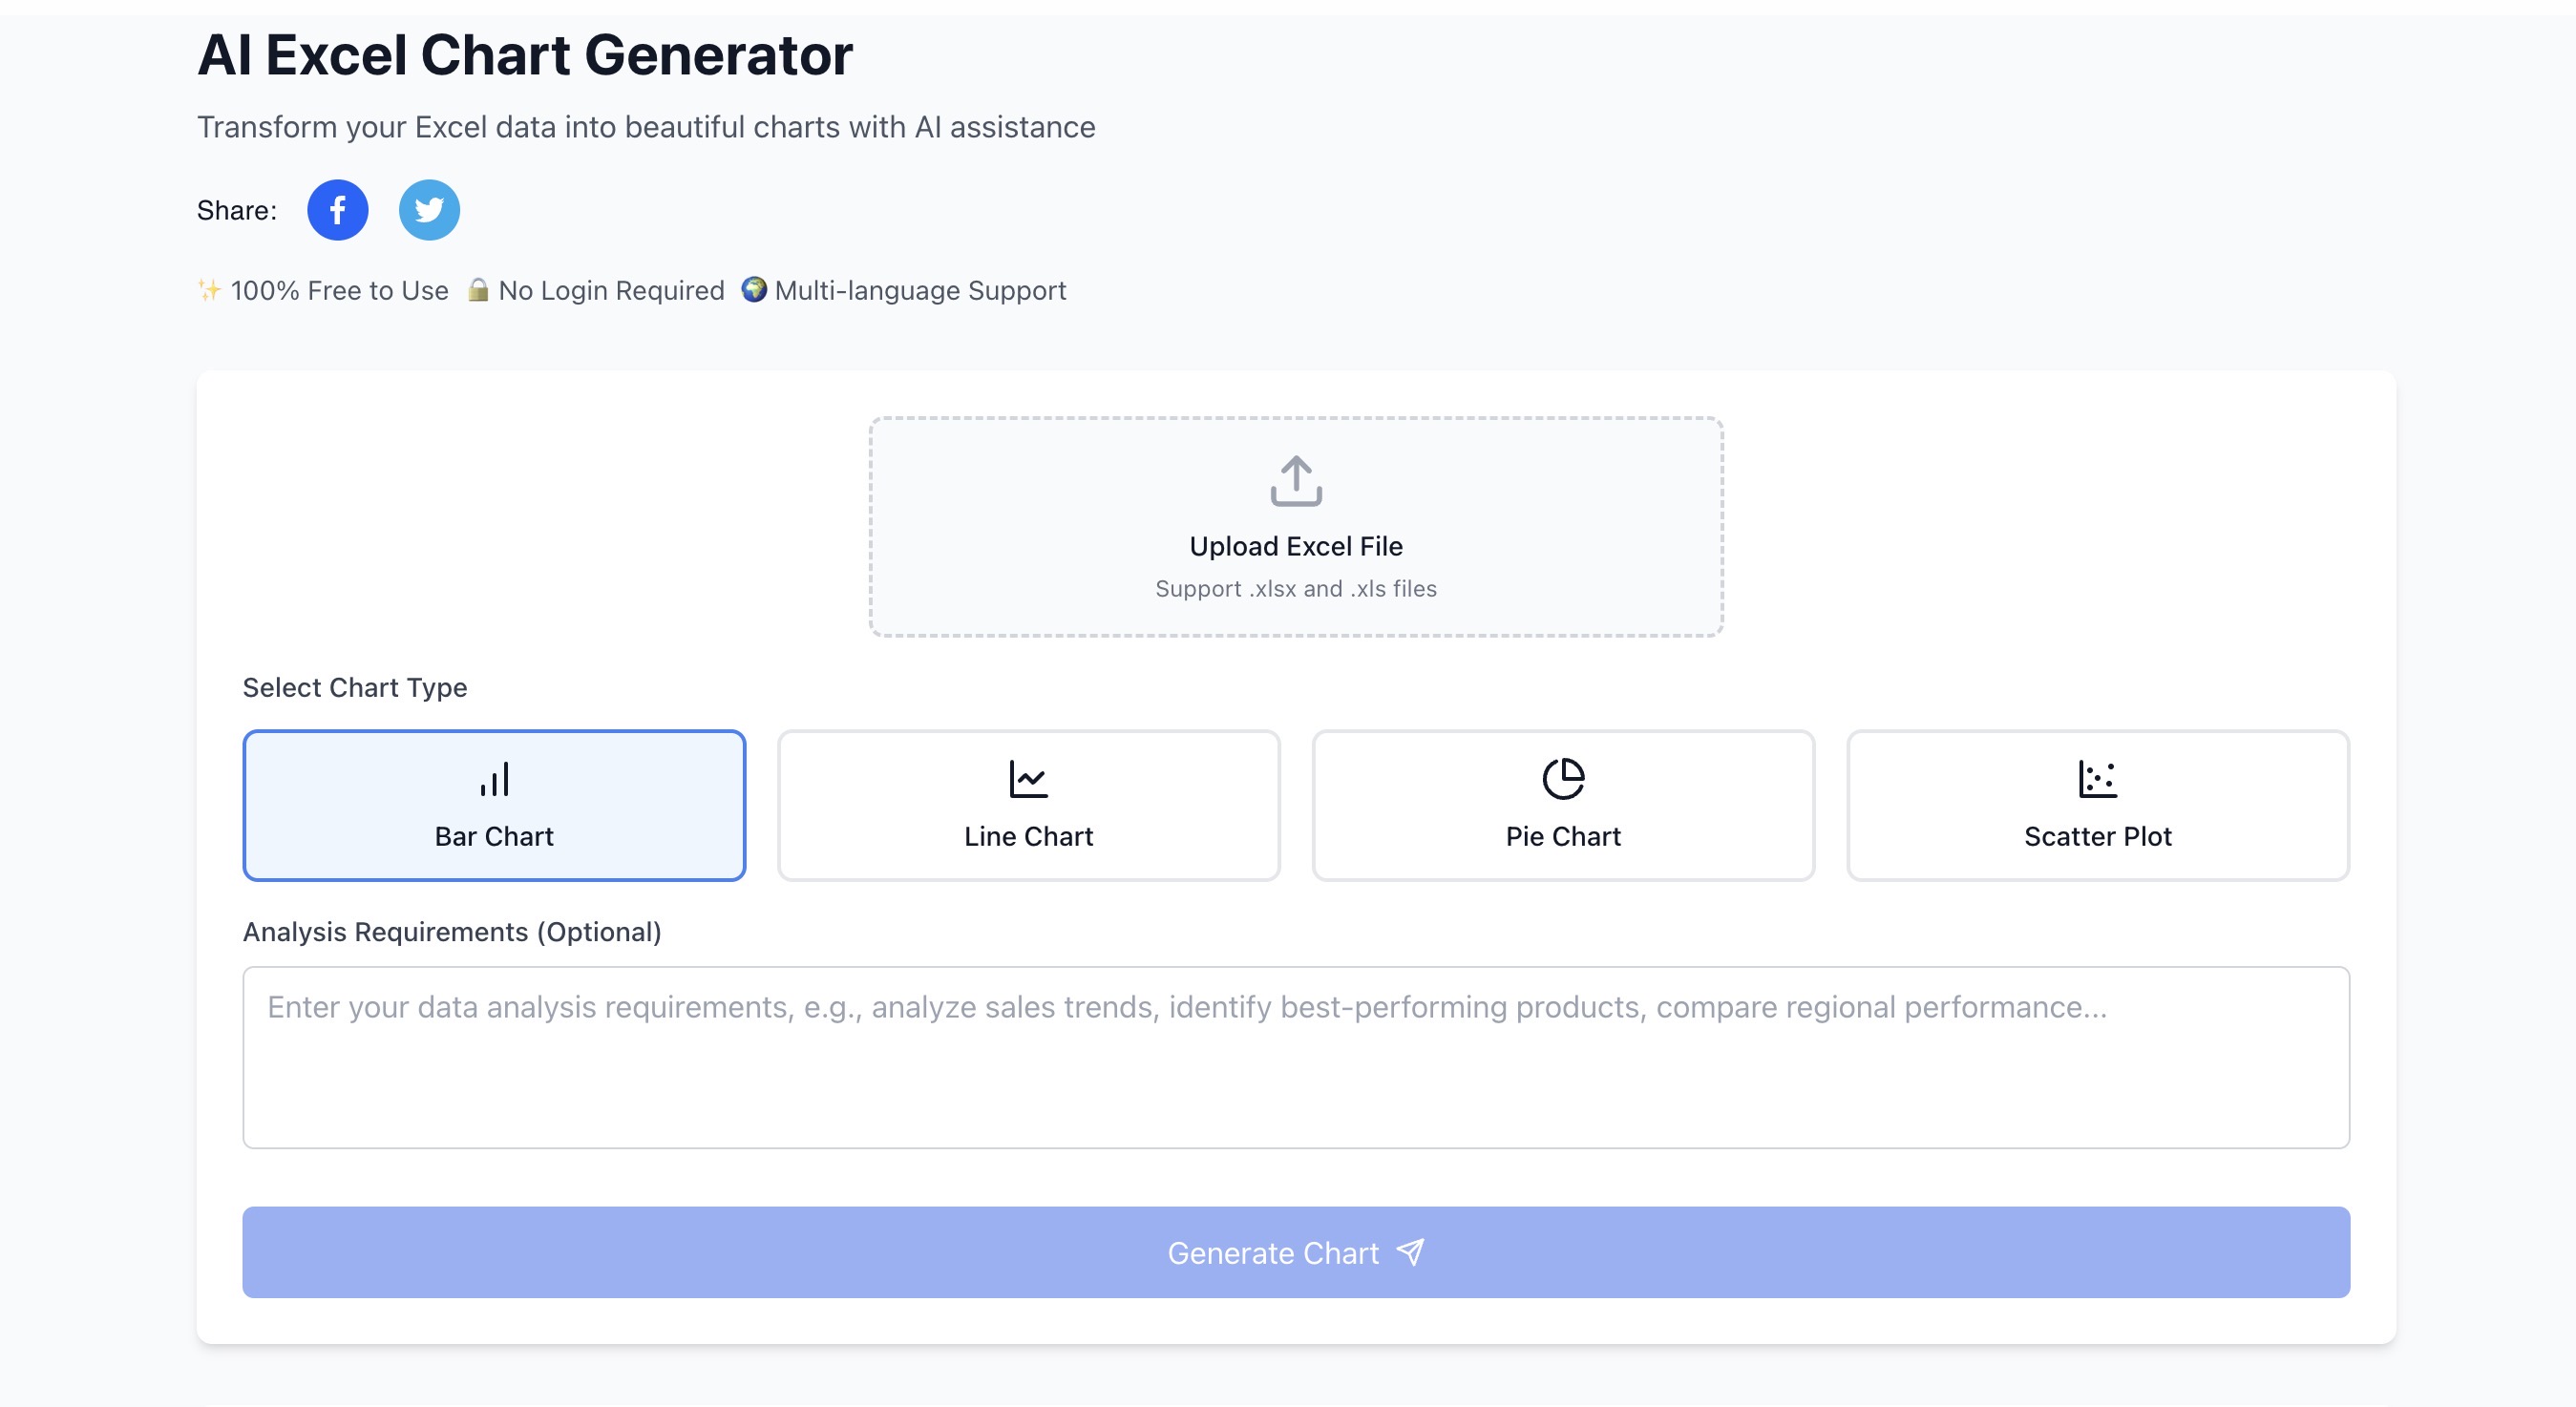 AI Excel Chart Generator
Transform your Excel data into beautiful charts with AI assistance
Share:
✨ 100% Free to Use 🔒 No Login Required 🌍 Multi-language Support
Upload Excel File
Support .xlsx and .xls files
Select Chart Type
Bar Chart
Line Chart
Pie Chart
Scatter Plot
Analysis Requirements (Optional)
Enter your data analysis requirements, e.g., analyze sales trends, identify best-performing products, compare regional performance...
Generate Chart